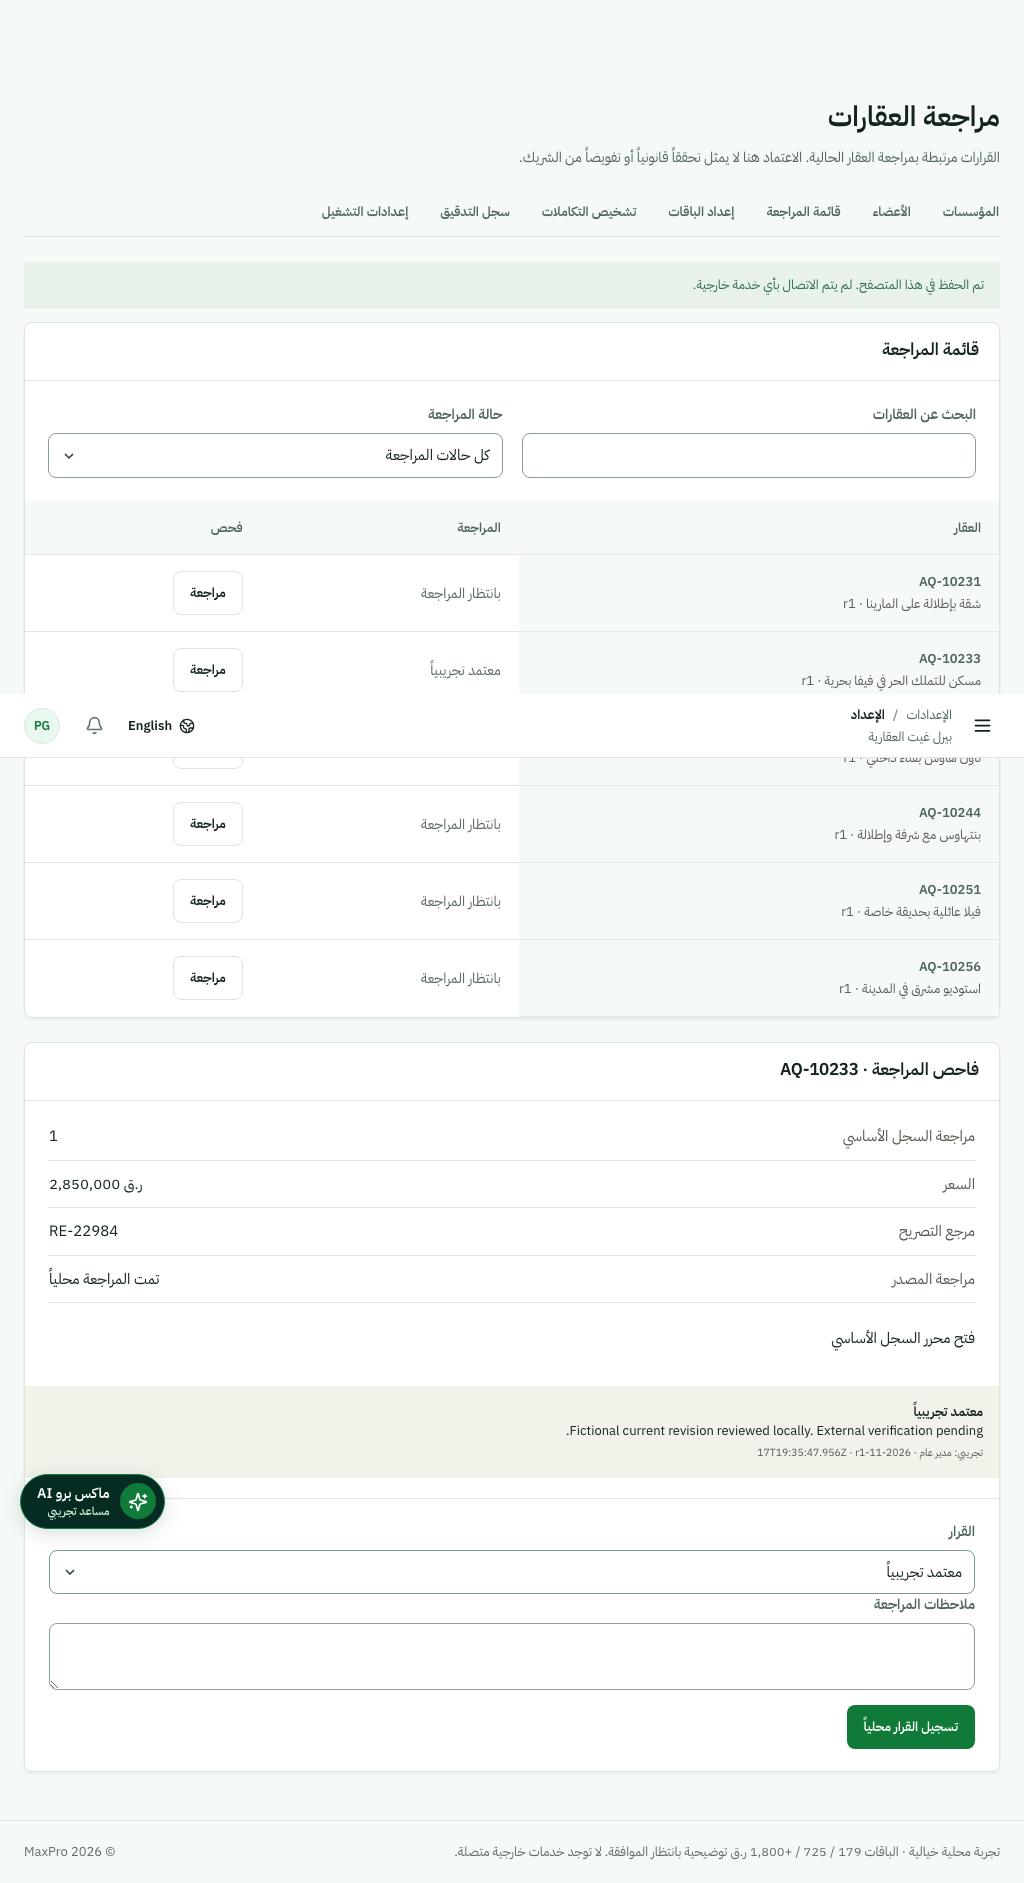 مراجعة العقارات
القرارات مرتبطة بمراجعة العقار الحالية. الاعتماد هنا لا يمثل تحققاً قانونياً أو تفويضاً من الشريك.
المؤسسات
الأعضاء
قائمة المراجعة
إعداد الباقات
تشخيص التكاملات
سجل التدقيق
إعدادات التشغيل
تم الحفظ في هذا المتصفح. لم يتم الاتصال بأي خدمة خارجية.
قائمة المراجعة
البحث عن العقارات
حالة المراجعة
كل حالات المراجعة
العقار
المراجعة
فحص
AQ-10231
شقة بإطلالة على المارينا · r1
بانتظار المراجعة
مراجعة
AQ-10233
مسكن للتملك الحر في فيفا بحرية · r1
معتمد تجريبياً
مراجعة
الإعدادات / الإعداد
بيرل غيت العقارية
English
PG
AQ-10244
بنتهاوس مع شرفة وإطلالة · r1
بانتظار المراجعة
مراجعة
AQ-10251
فيلا عائلية بحديقة خاصة · r1
بانتظار المراجعة
مراجعة
AQ-10256
استوديو مشرق في المدينة · r1
بانتظار المراجعة
مراجعة
فاحص المراجعة · AQ-10233
مراجعة السجل الأساسي
1
السعر
2,850,000 ر.ق
مرجع التصريح
RE-22984
مراجعة المصدر
تمت المراجعة محلياً
فتح محرر السجل الأساسي
معتمد تجريبياً
Fictional current revision reviewed locally. External verification pending.
تجريبي: مدير عام · 2026-11-17T19:35:47.956Z · r1
ماكس برو AI
مساعد تجريبي
القرار
معتمد تجريبياً
ملاحظات المراجعة
تسجيل القرار محلياً
تجربة محلية خيالية · الباقات 179 / 725 / +1,800 ر.ق توضيحية بانتظار الموافقة. لا توجد خدمات خارجية متصلة.
© 2026 MaxPro